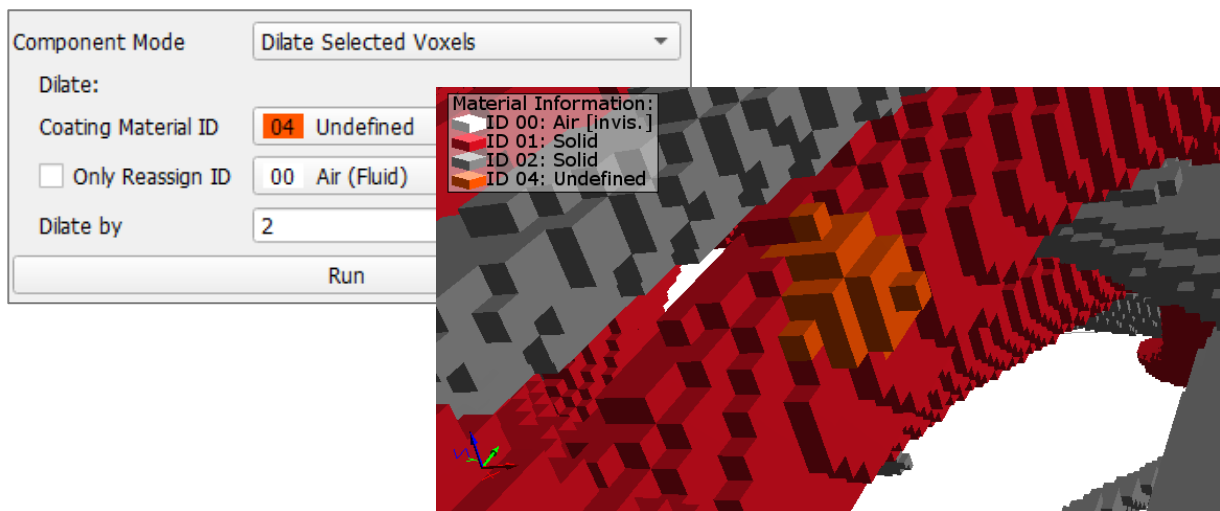 Component Mode Dilate Selected Voxels
Dilate:
Coating Material ID 04 Undefined
Only Reassign ID 00 Air (Fluid)
Dilate by 2
Run
Material Information:
ID 00: Air [invis.]
ID 01: Solid
ID 02: Solid
ID 04: Undefined